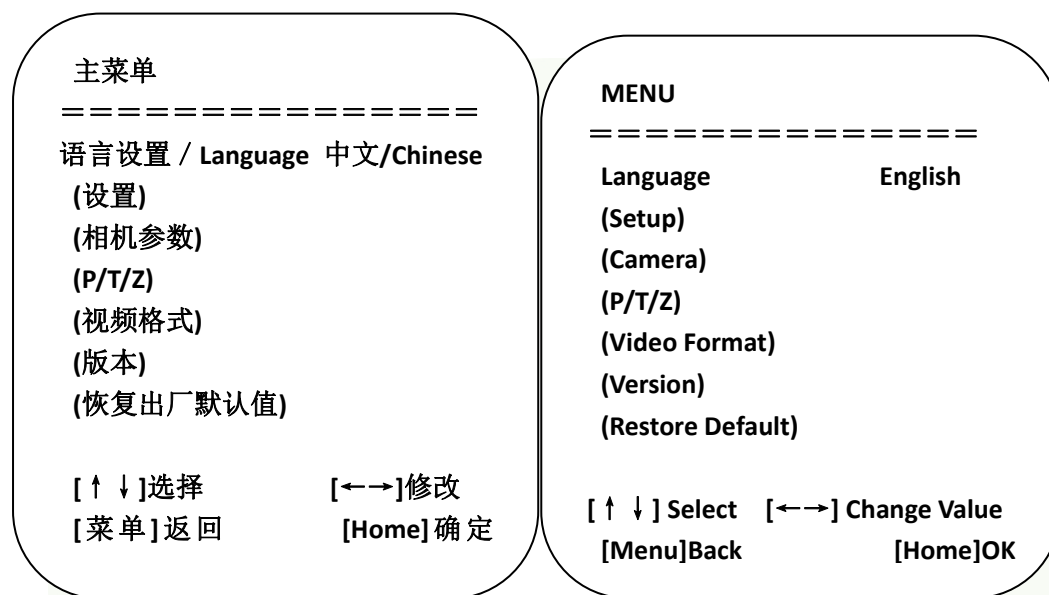 主菜单
===============
语言设置 / Language 中文/Chinese
(设置)
(相机参数)
(P/T/Z)
(视频格式)
(版本)
(恢复出厂默认值)
[↑↓]选择 [←→]修改
[菜单]返回 [Home]确定
MENU
==============
Language English
(Setup)
(Camera)
(P/T/Z)
(Video Format)
(Version)
(Restore Default)
[↑↓] Select [←→] Change Value
[Menu]Back [Home]OK